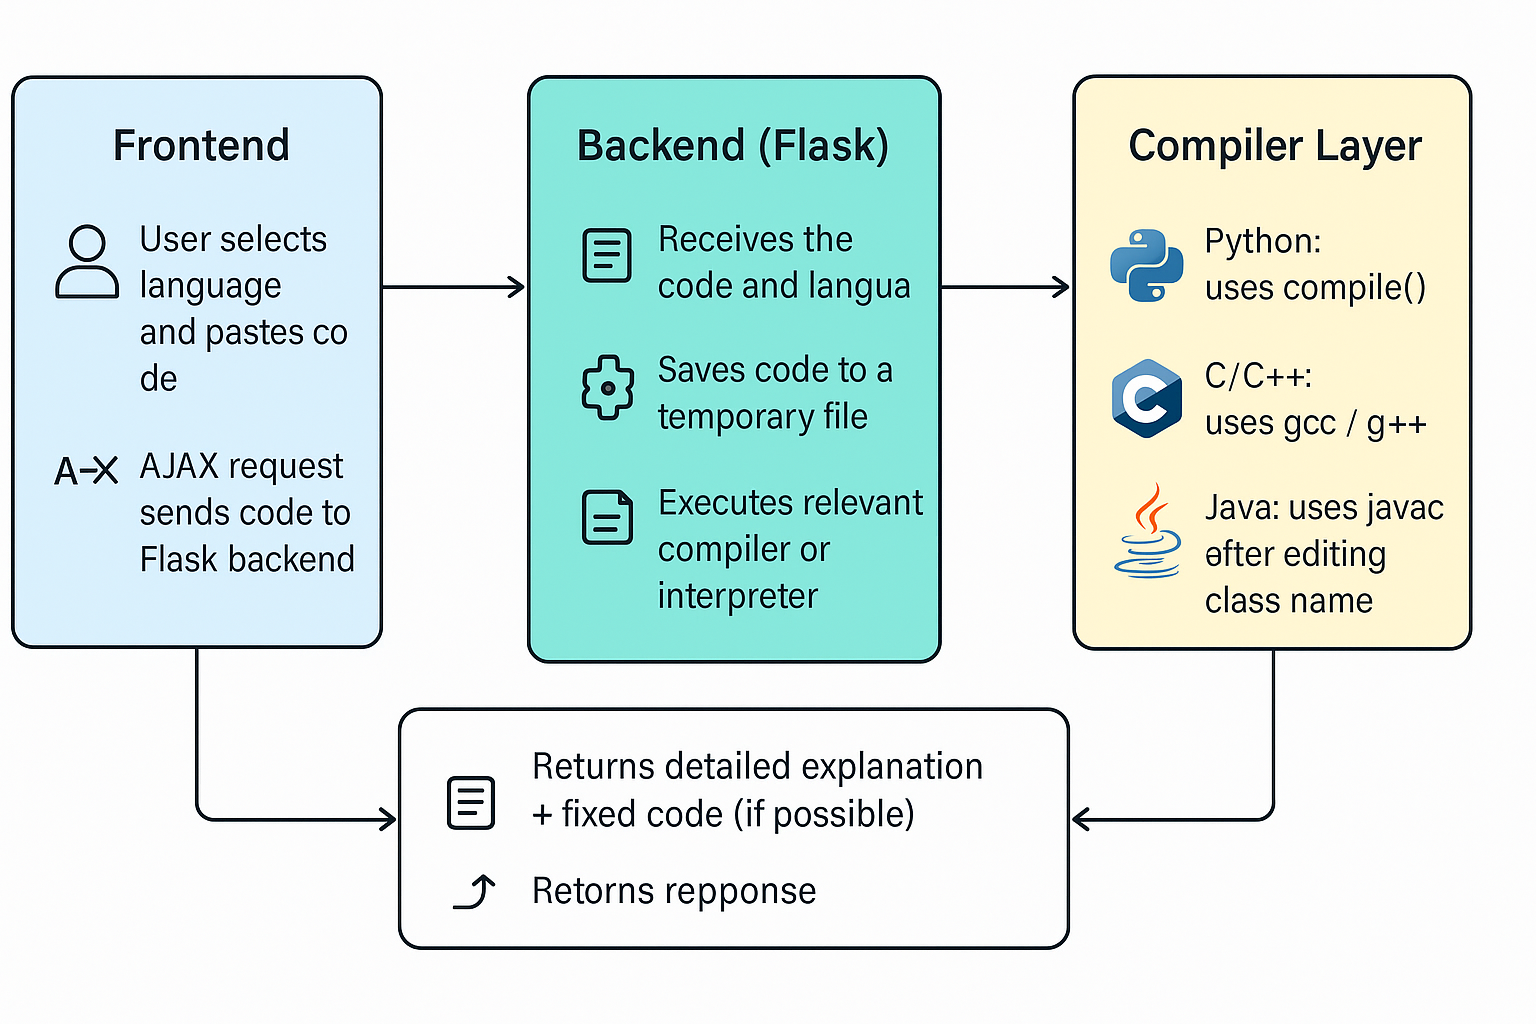 Frontend
User selects
language
and pastes co
de
A-X
AJAX request
sends code to
Flask backend
Backend (Flask)
Receives the
code and langua
Saves code to a
temporary file
Executes relevant
compiler or
interpreter
Compiler Layer
Python:
uses compile()
C
C/C++:
uses gcc / g++
Java: uses javac
ɘfter editing
class name
Returns detailed explanation
+ fixed code (if possible)
Retorns repponse